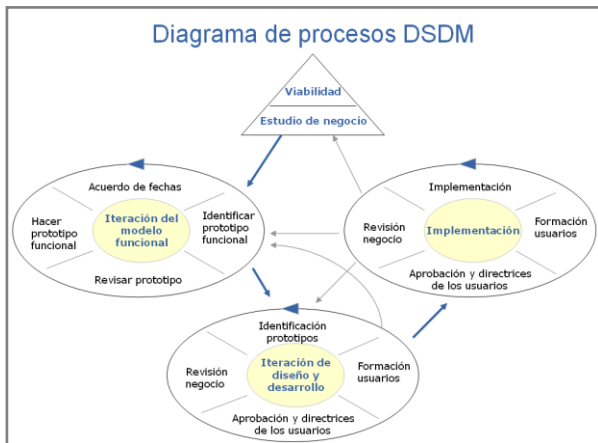 Diagrama de procesos DSDM
Viabilidad
Estudio de negocio
Acuerdo de fechas
Hacer
prototipo
funcional
Iteración del
modelo
funcional
Identificar
prototipo
funcional
Revisar prototipo
Implementación
Revisión
negocio
Implementación
Formación
usuarios
Aprobación y directrices
de los usuarios
Identificación
prototipos
Revisión
negocio
Iteración de
diseño y
desarrollo
Formación
usuarios
Aprobación y directrices
de los usuarios